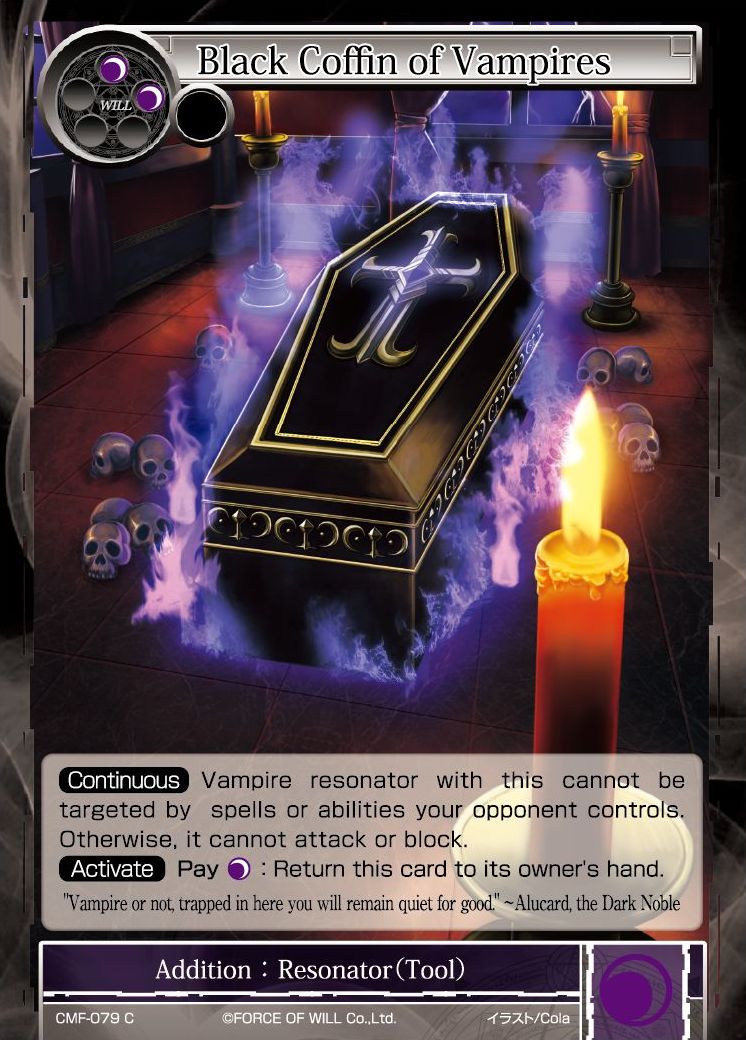 Black Coffin of Vampires
WILL
Continuous Vampire resonator with this cannot be
targeted by spells or abilities your opponent controls.
Otherwise, it cannot attack or block.
Activate Pay : Return this card to its owner's hand.
"Vampire or not, trapped in here you will remain quiet for good." ~Alucard, the Dark Noble
Addition : Resonator(Tool)
CMF-079 C ©FORCE OF WILL Co.,Ltd. イラスト/Cola